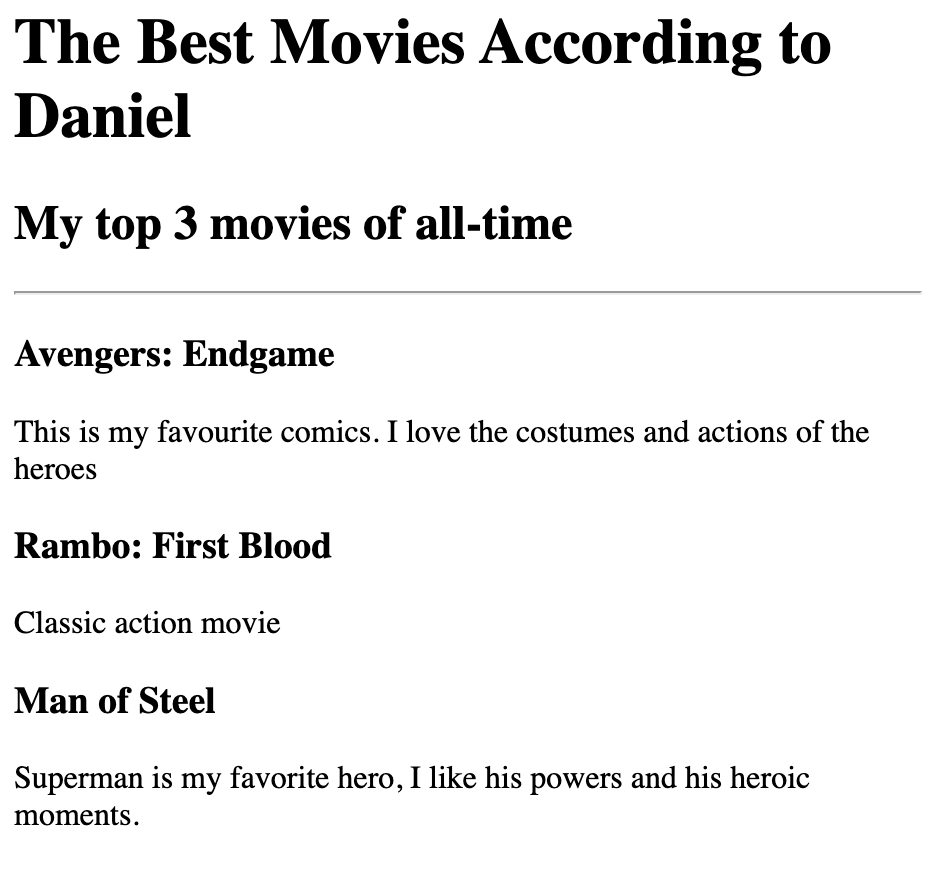 The Best Movies According to
Daniel
My top 3 movies of all-time
Avengers: Endgame
This is my favourite comics. I love the costumes and actions of the
heroes
Rambo: First Blood
Classic action movie
Man of Steel
Superman is my favorite hero, I like his powers and his heroic
moments.